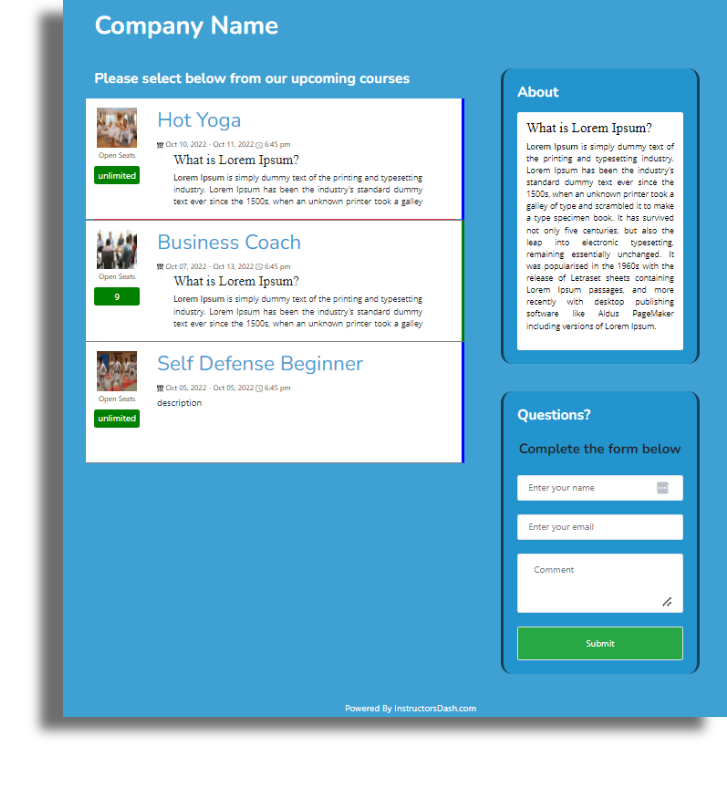 Company Name
Please select below from our upcoming courses
Hot Yoga
Oct 10, 2022 - Oct 11, 2022 6:45 pm
Open Seats
unlimited
What is Lorem Ipsum?
Lorem Ipsum is simply dummy text of the printing and typesetting
industry. Lorem Ipsum has been the industry's standard dummy
text ever since the 1500s, when an unknown printer took a galley
Business Coach
Oct 07, 2022 - Oct 13, 2022 6:45 pm
Open Seats
9
What is Lorem Ipsum?
Lorem Ipsum is simply dummy text of the printing and typesetting
industry. Lorem Ipsum has been the industry's standard dummy
text ever since the 1500s, when an unknown printer took a galley
Self Defense Beginner
Oct 05, 2022 - Oct 05, 2022 6:45 pm
Open Seats
unlimited
description
About
What is Lorem Ipsum?
Lorem Ipsum is simply dummy text of
the printing and typesetting industry.
Lorem Ipsum has been the industry's
standard dummy text ever since the
1500s, when an unknown printer took a
galley of type and scrambled it to make
a type specimen book. It has survived
not only five centuries, but also the
leap into electronic typesetting,
remaining essentially unchanged. It
was popularised in the 1960s with the
release of Letraset sheets containing
Lorem Ipsum passages, and more
recently with desktop publishing
software like Aldus PageMaker
including versions of Lorem Ipsum.
Questions?
Complete the form below
Enter your name
Enter your email
Comment
Submit
Powered By InstructorsDash.com